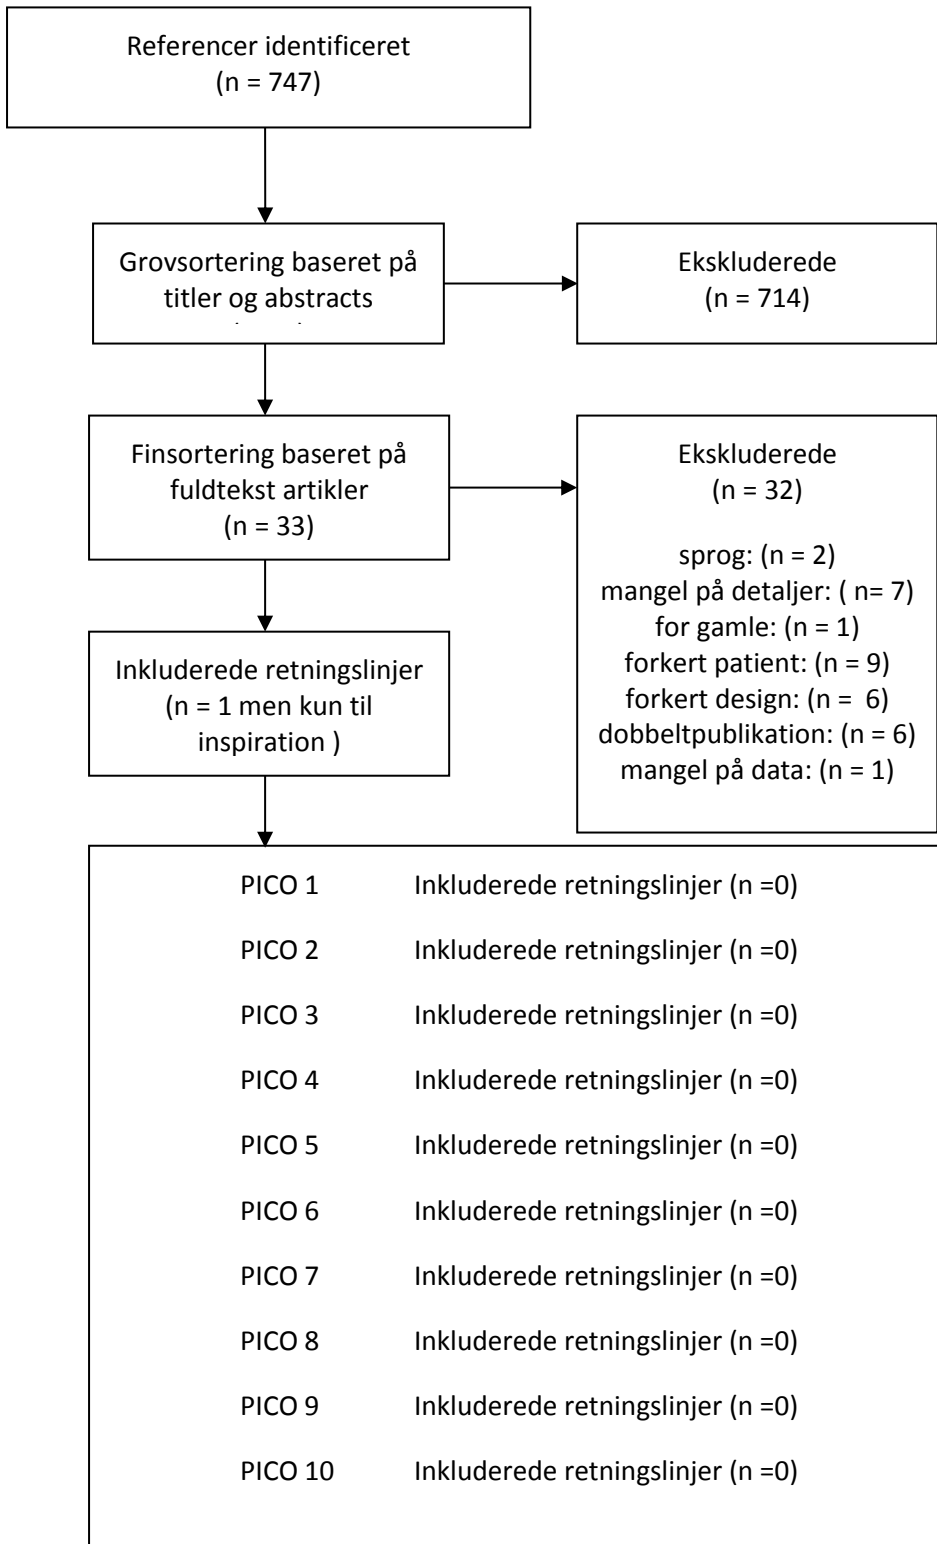 Referencer identificeret
(n = 747)
Grovsortering baseret på
titler og abstracts
Ekskluderede
(n = 714)
Finsortering baseret på
fuldtekst artikler
(n = 33)
Ekskluderede
(n = 32)
sprog: (n = 2)
mangel på detaljer: ( n= 7)
for gamle: (n = 1)
forkert patient: (n = 9)
forkert design: (n =  6)
dobbeltpublikation: (n = 6)
mangel på data: (n = 1)
Inkluderede retningslinjer
(n = 1 men kun til
inspiration )
PICO 1 Inkluderede retningslinjer (n =0)
PICO 2 Inkluderede retningslinjer (n =0)
PICO 3 Inkluderede retningslinjer (n =0)
PICO 4 Inkluderede retningslinjer (n =0)
PICO 5 Inkluderede retningslinjer (n =0)
PICO 6 Inkluderede retningslinjer (n =0)
PICO 7 Inkluderede retningslinjer (n =0)
PICO 8 Inkluderede retningslinjer (n =0)
PICO 9 Inkluderede retningslinjer (n =0)
PICO 10 Inkluderede retningslinjer (n =0)